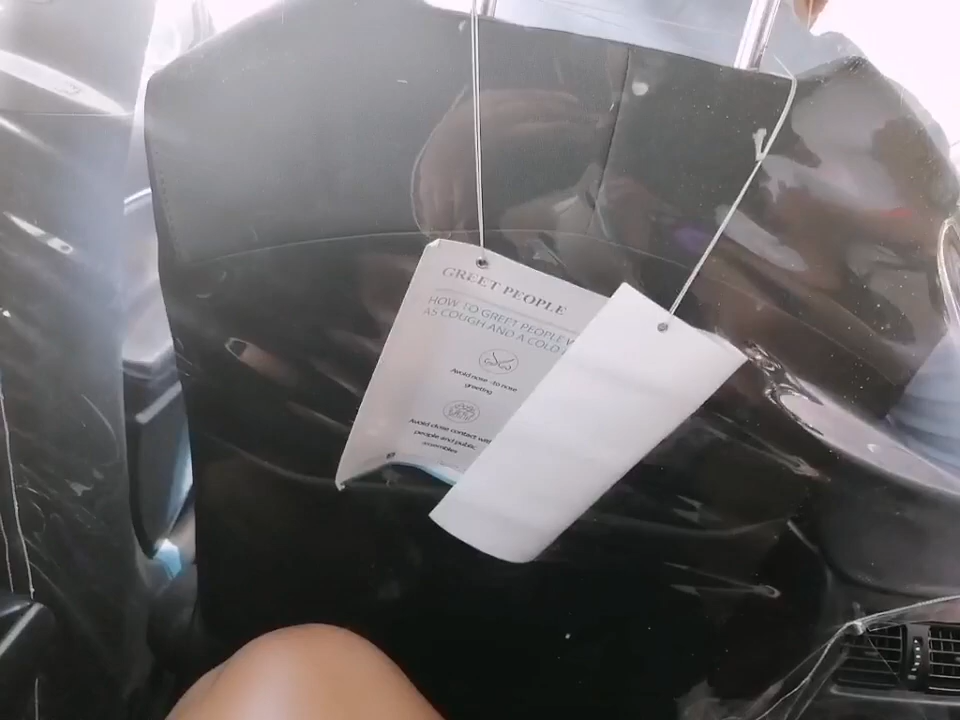 GREET PEOPLE
HOW TO GREET PEOPLE
AS COUGH AND A COLD
Avoid nose -to nose
greeting
Avoid close contact with
people and public
assemblies